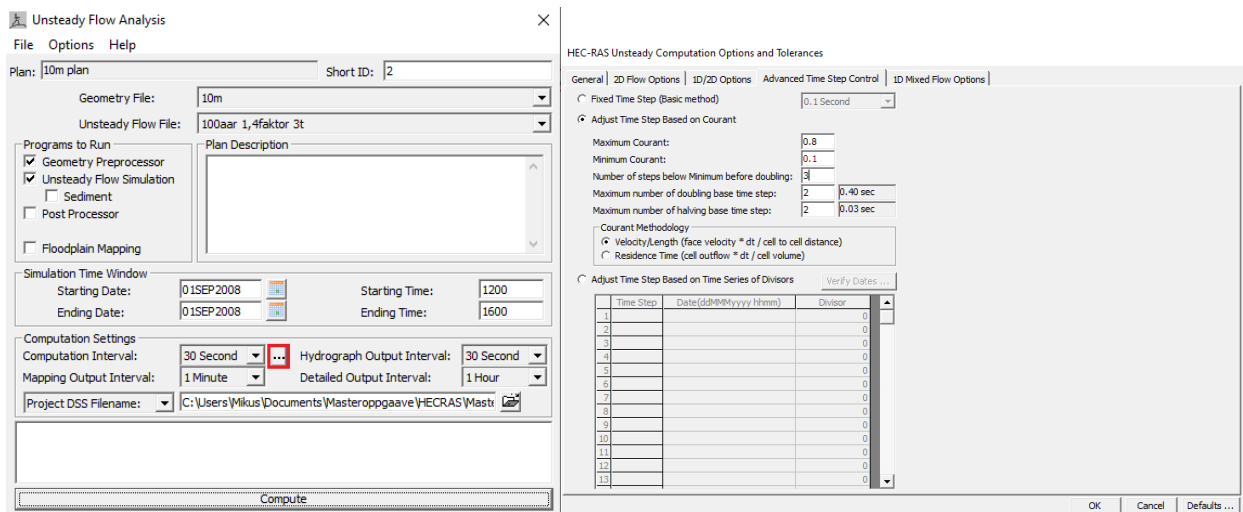 Unsteady Flow Analysis
File Options Help
Plan: 10m plan Short ID: 2
Geometry File: 10m
Unsteady Flow File: 100aar 1,4faktor 3t
Programs to Run
Geometry Preprocessor
Unsteady Flow Simulation
Sediment
Post Processor
Floodplain Mapping
Plan Description
Simulation Time Window
Starting Date: 01SEP2008 Starting Time: 1200
Ending Date: 01SEP2008 Ending Time: 1600
Computation Settings
Computation Interval: 30 Second ... Hydrograph Output Interval: 30 Second
Mapping Output Interval: 1 Minute Detailed Output Interval: 1 Hour
Project DSS Filename: C:\Users\Mikus\Documents\Masteroppgaave\HECRAS\Maste
Compute
HEC-RAS Unsteady Computation Options and Tolerances
General 2D Flow Options 1D/2D Options Advanced Time Step Control 1D Mixed Flow Options
Fixed Time Step (Basic method) 0.1 Second
Adjust Time Step Based on Courant
Maximum Courant: 0.8
Minimum Courant: 0.1
Number of steps below Minimum before doubling: 3
Maximum number of doubling base time step: 2 0.40 sec
Maximum number of halving base time step: 2 0.03 sec
Courant Methodology
Velocity/Length (face velocity * dt / cell to cell distance)
Residence Time (cell outflow * dt / cell volume)
Adjust Time Step Based on Time Series of Divisors Verify Dates ...
Time Step Date(ddMMMyyyy hhmm) Divisor
1 0
2 0
3 0
4 0
5 0
6 0
7 0
8 0
9 0
10 0
11 0
12 0
13 0
OK Cancel Defaults ...